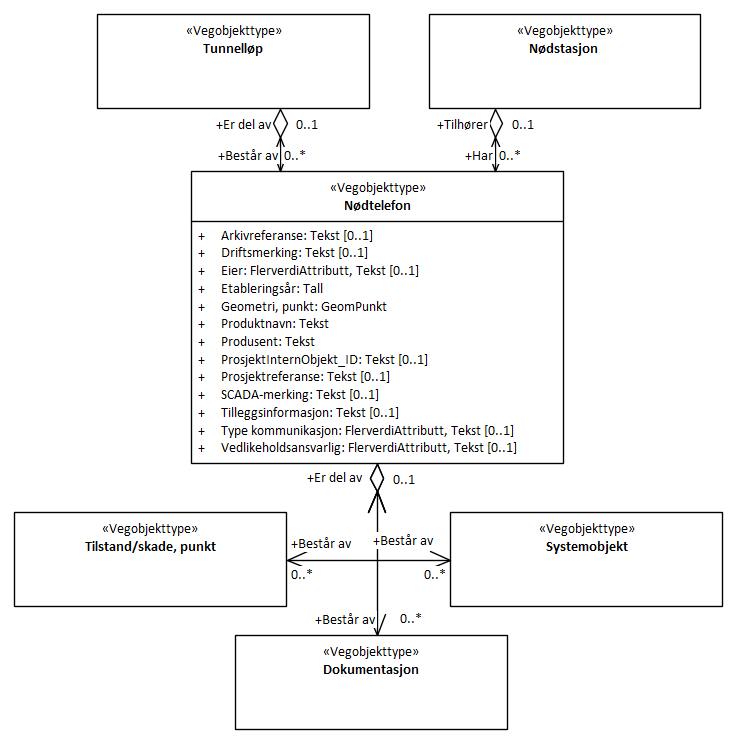 «Vegobjekttype»
Tunnelløp
«Vegobjekttype»
Nødstasjon
+Er del av
0..1
+Tilhører
0..1
+Består av
0..*
+Har
0..*
«Vegobjekttype»
Nødtelefon
+ Arkivreferanse: Tekst [0..1]
+ Driftsmerking: Tekst [0..1]
+ Eier: FlerverdiAttributt, Tekst [0..1]
+ Etableringsår: Tall
+ Geometri, punkt: GeomPunkt
+ Produktnavn: Tekst
+ Produsent: Tekst
+ ProsjektInternObjekt_ID: Tekst [0..1]
+ Prosjektreferanse: Tekst [0..1]
+ SCADA-merking: Tekst [0..1]
+ Tilleggsinformasjon: Tekst [0..1]
+ Type kommunikasjon: FlerverdiAttributt, Tekst [0..1]
+ Vedlikeholdsansvarlig: FlerverdiAttributt, Tekst [0..1]
+Er del av
0..1
«Vegobjekttype»
Tilstand/skade, punkt
+Består av
0..*
+Består av
0..*
«Vegobjekttype»
Systemobjekt
+Består av
0..*
«Vegobjekttype»
Dokumentasjon